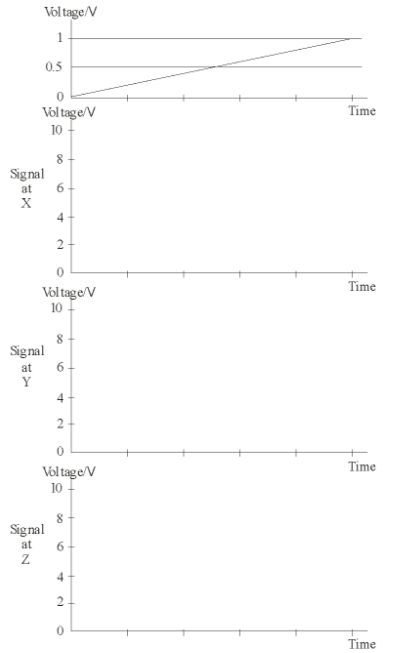 Voltage/V
1
0.5
0
Time
Voltage/V
10
8
Signal
at
X
6
4
2
0
Time
Voltage/V
10
8
Signal
at
Y
6
4
2
0
Time
Voltage/V
10
8
Signal
at
Z
6
4
2
0
Time